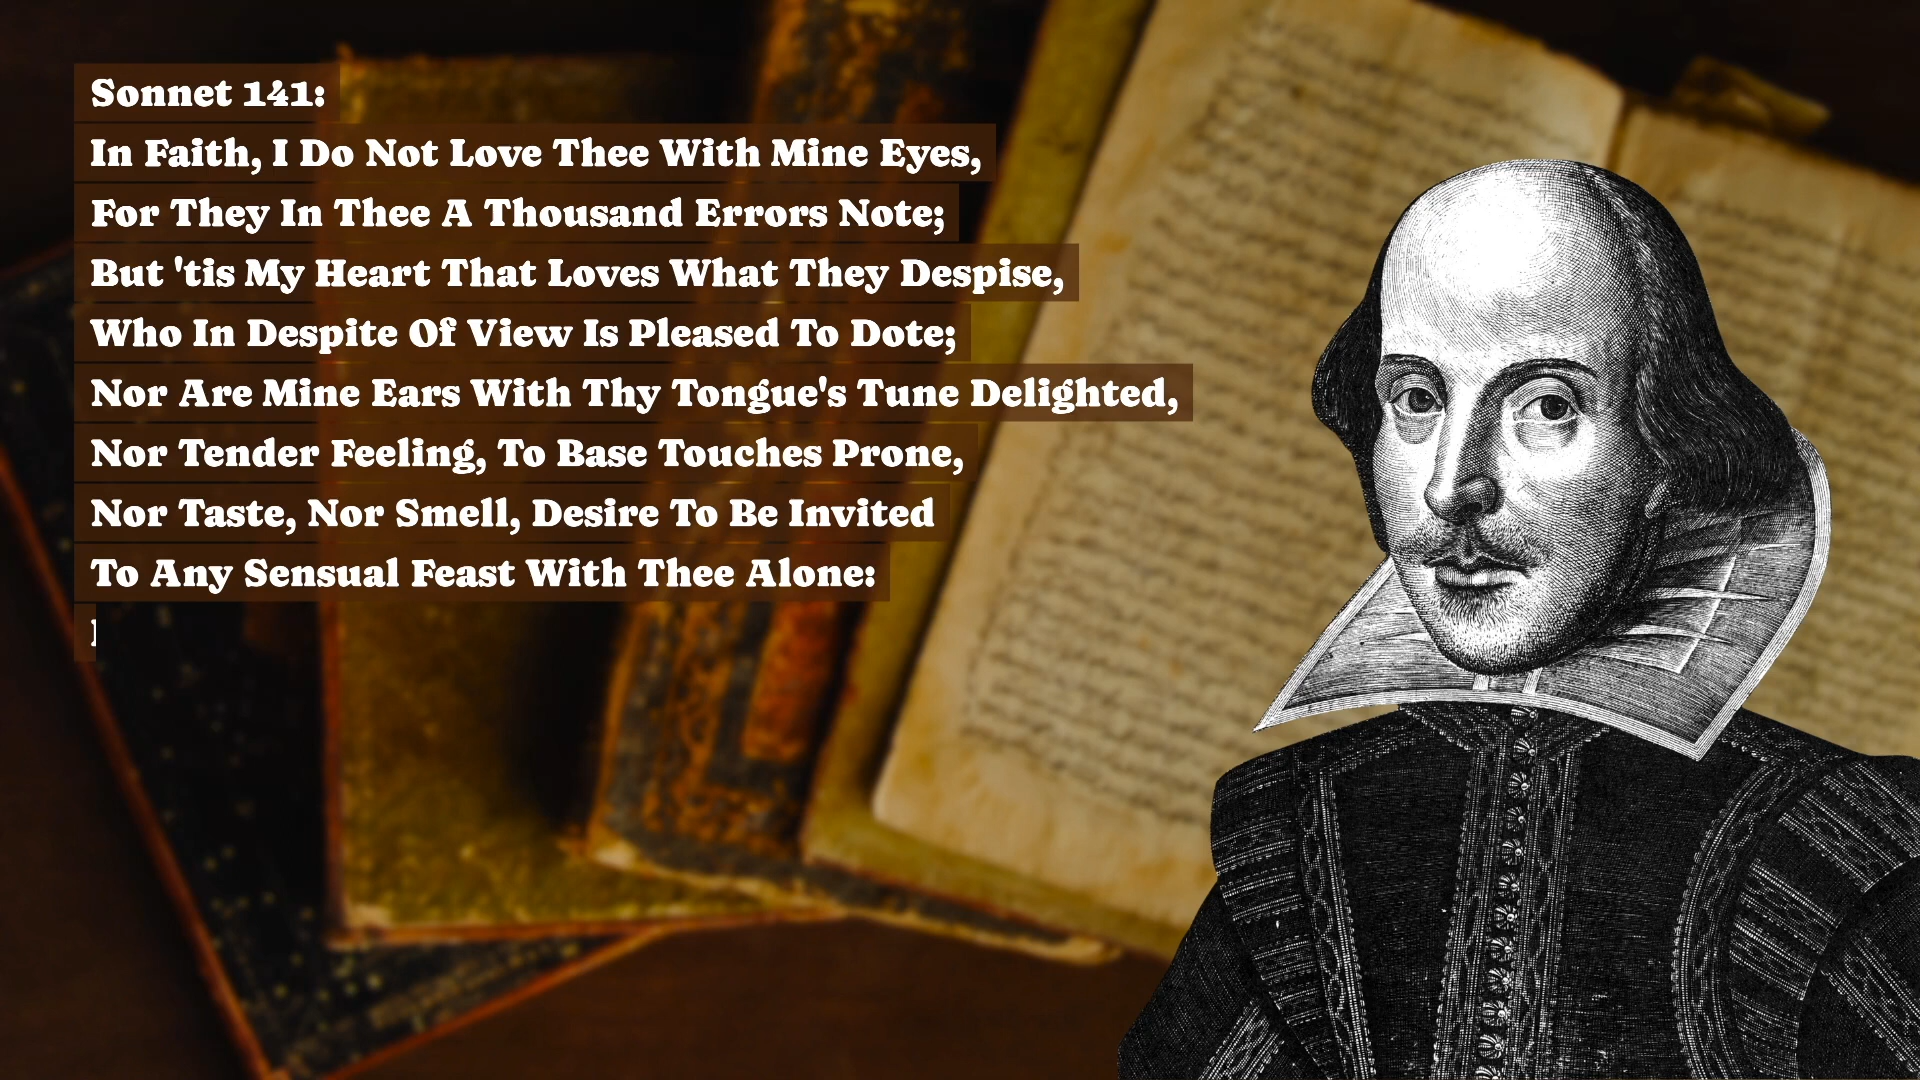 Sonnet 141:
In Faith, I Do Not Love Thee With Mine Eyes,
For They In Thee A Thousand Errors Note;
But 'tis My Heart That Loves What They Despise,
Who In Despite Of View Is Pleased To Dote;
Nor Are Mine Ears With Thy Tongue's Tune Delighted,
Nor Tender Feeling, To Base Touches Prone,
Nor Taste, Nor Smell, Desire To Be Invited
To Any Sensual Feast With Thee Alone: